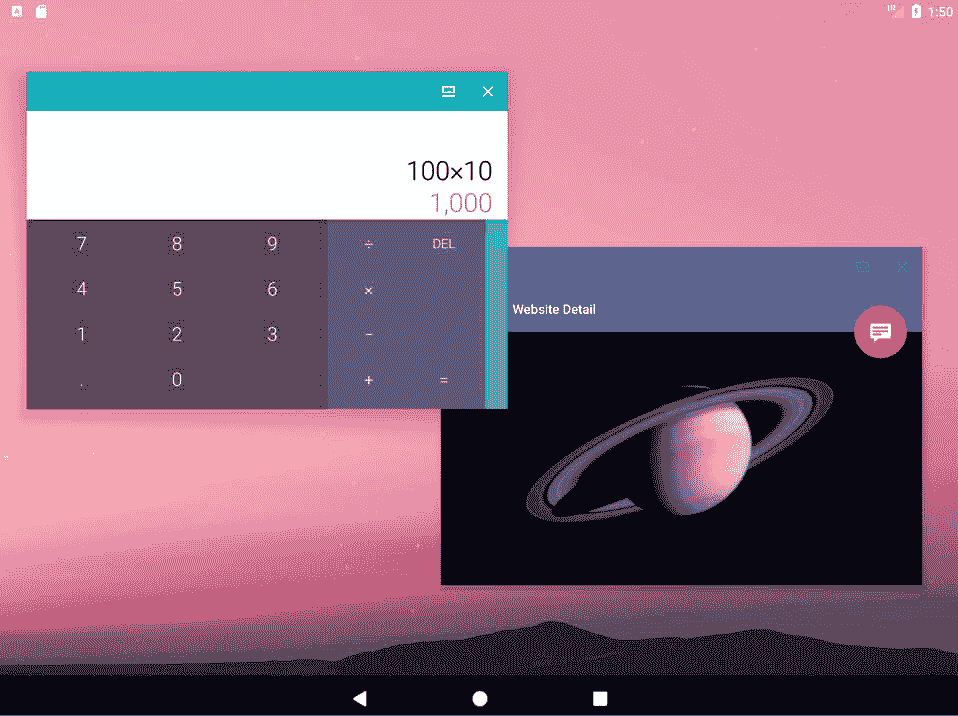 1:50
100×10
1,000
7 8 9 ÷ DEL
4 5 6 ×
1 2 3 −
. 0 + =
Website Detail